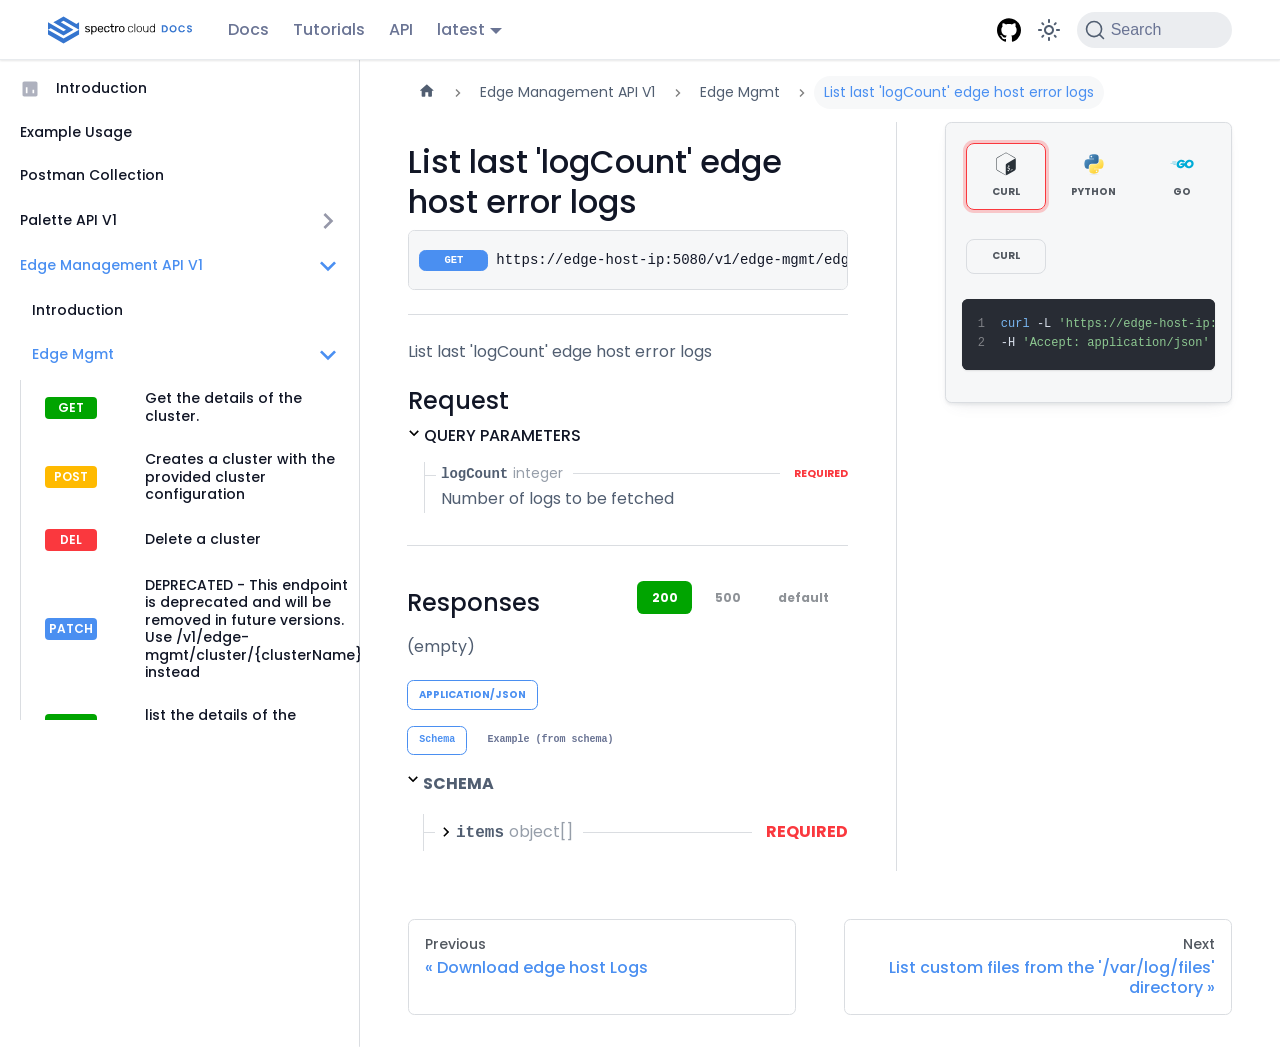 spectro cloud DOCS
Docs
Tutorials
API
latest
Search
Introduction
Example Usage
Postman Collection
Palette API V1
Edge Management API V1
Introduction
Edge Mgmt
GET
Get the details of the
cluster.
POST
Creates a cluster with the
provided cluster
configuration
DEL
Delete a cluster
PATCH
DEPRECATED - This endpoint
is deprecated and will be
removed in future versions.
Use /v1/edge-
mgmt/cluster/{clusterName}
instead
list the details of the
Edge Management API V1
Edge Mgmt
List last 'logCount' edge host error logs
List last 'logCount' edge
host error logs
GET
https://edge-host-ip:5080/v1/edge-mgmt/edg
List last 'logCount' edge host error logs
Request
QUERY PARAMETERS
logCount integer
REQUIRED
Number of logs to be fetched
Responses
200
500
default
(empty)
APPLICATION/JSON
Schema
Example (from schema)
SCHEMA
items object[]
REQUIRED
CURL
PYTHON
GO
GO
CURL
1 curl -L 'https://edge-host-ip:
2 -H 'Accept: application/json'
Previous
« Download edge host Logs
Next
List custom files from the '/var/log/files'
directory »